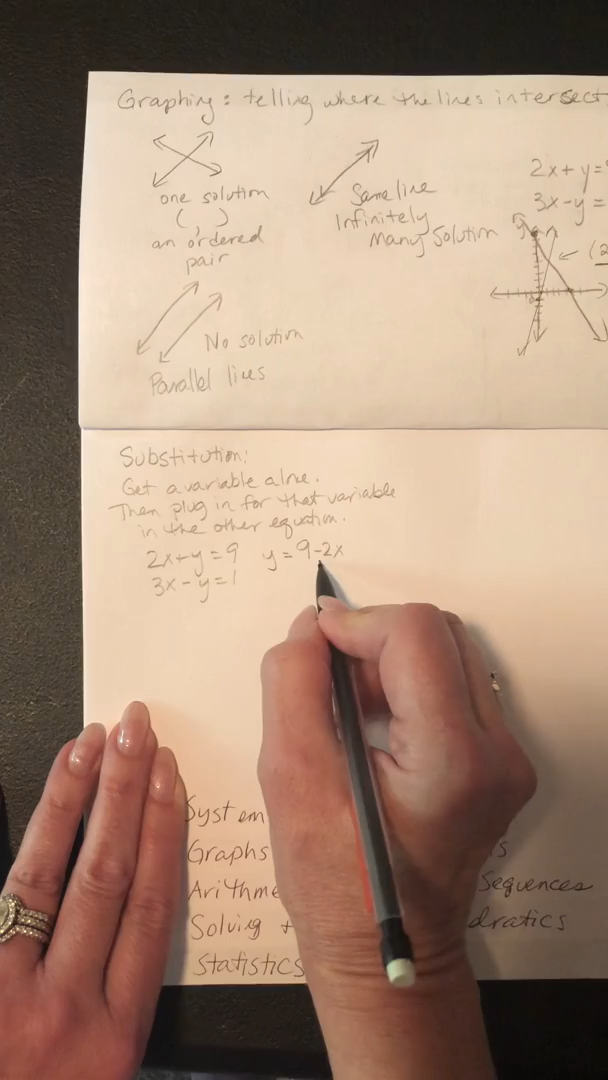 Graphing: telling where the lines intersect
one solution
( , )
an ordered
pair
Same line
Infinitely
Many Solution
2x + y =
3x - y =
y
(2
No solution
Parallel lines
Substitution:
Get a variable alone.
Then plug in for that variable
in the other equation.
2x + y = 9 y = 9 - 2x
3x - y = 1
System
Graphs
Arithme Sequences
Solving + dratics
Statistics